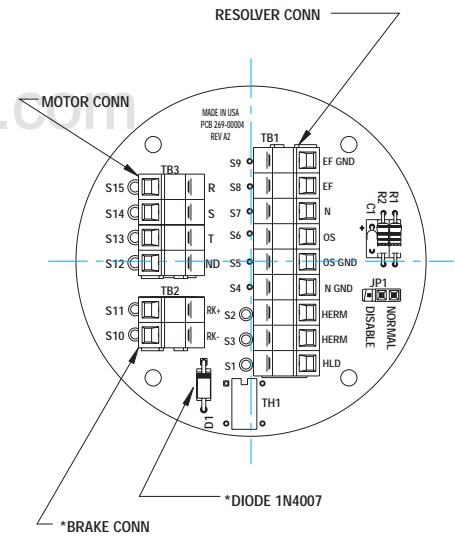 RESOLVER CONN
.com
MOTOR CONN
MADE IN USA
PCB 269-00004
REV A2
TB1
TB3
S15 R
S14 S
S13 T
S12 ND
TB2
S11 RK+
S10 RK-
S9 EF GND
S8 EF
S7 N
S6 OS
S5 OS GND
S4 N GND
S2 HERM
S3 HERM
S1 HLD
C1
+
R2
R1
JP1
DISABLE
NORMAL
D1
TH1
*DIODE 1N4007
*BRAKE CONN